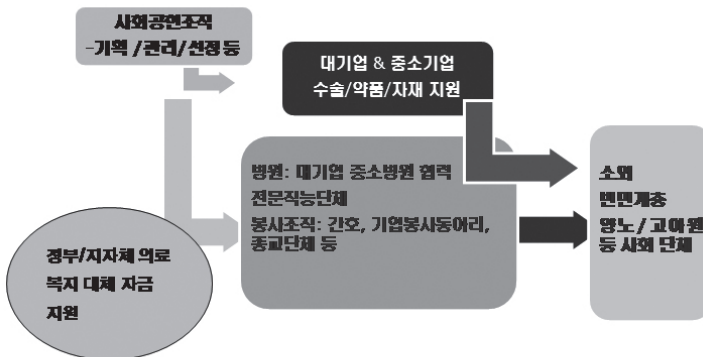 사회공헌조직
-기획 /관리/선정 등
대기업 & 중소기업
수술/약품/자재 지원
병원: 대기업 중소병원 협력
전문직능단체
봉사조직: 간호, 기업봉사동아리,
종교단체 등
소외
빈민계층
양노/고아원
등 사회 단체
정부/지자체 의료
복지 대체 자금
지원